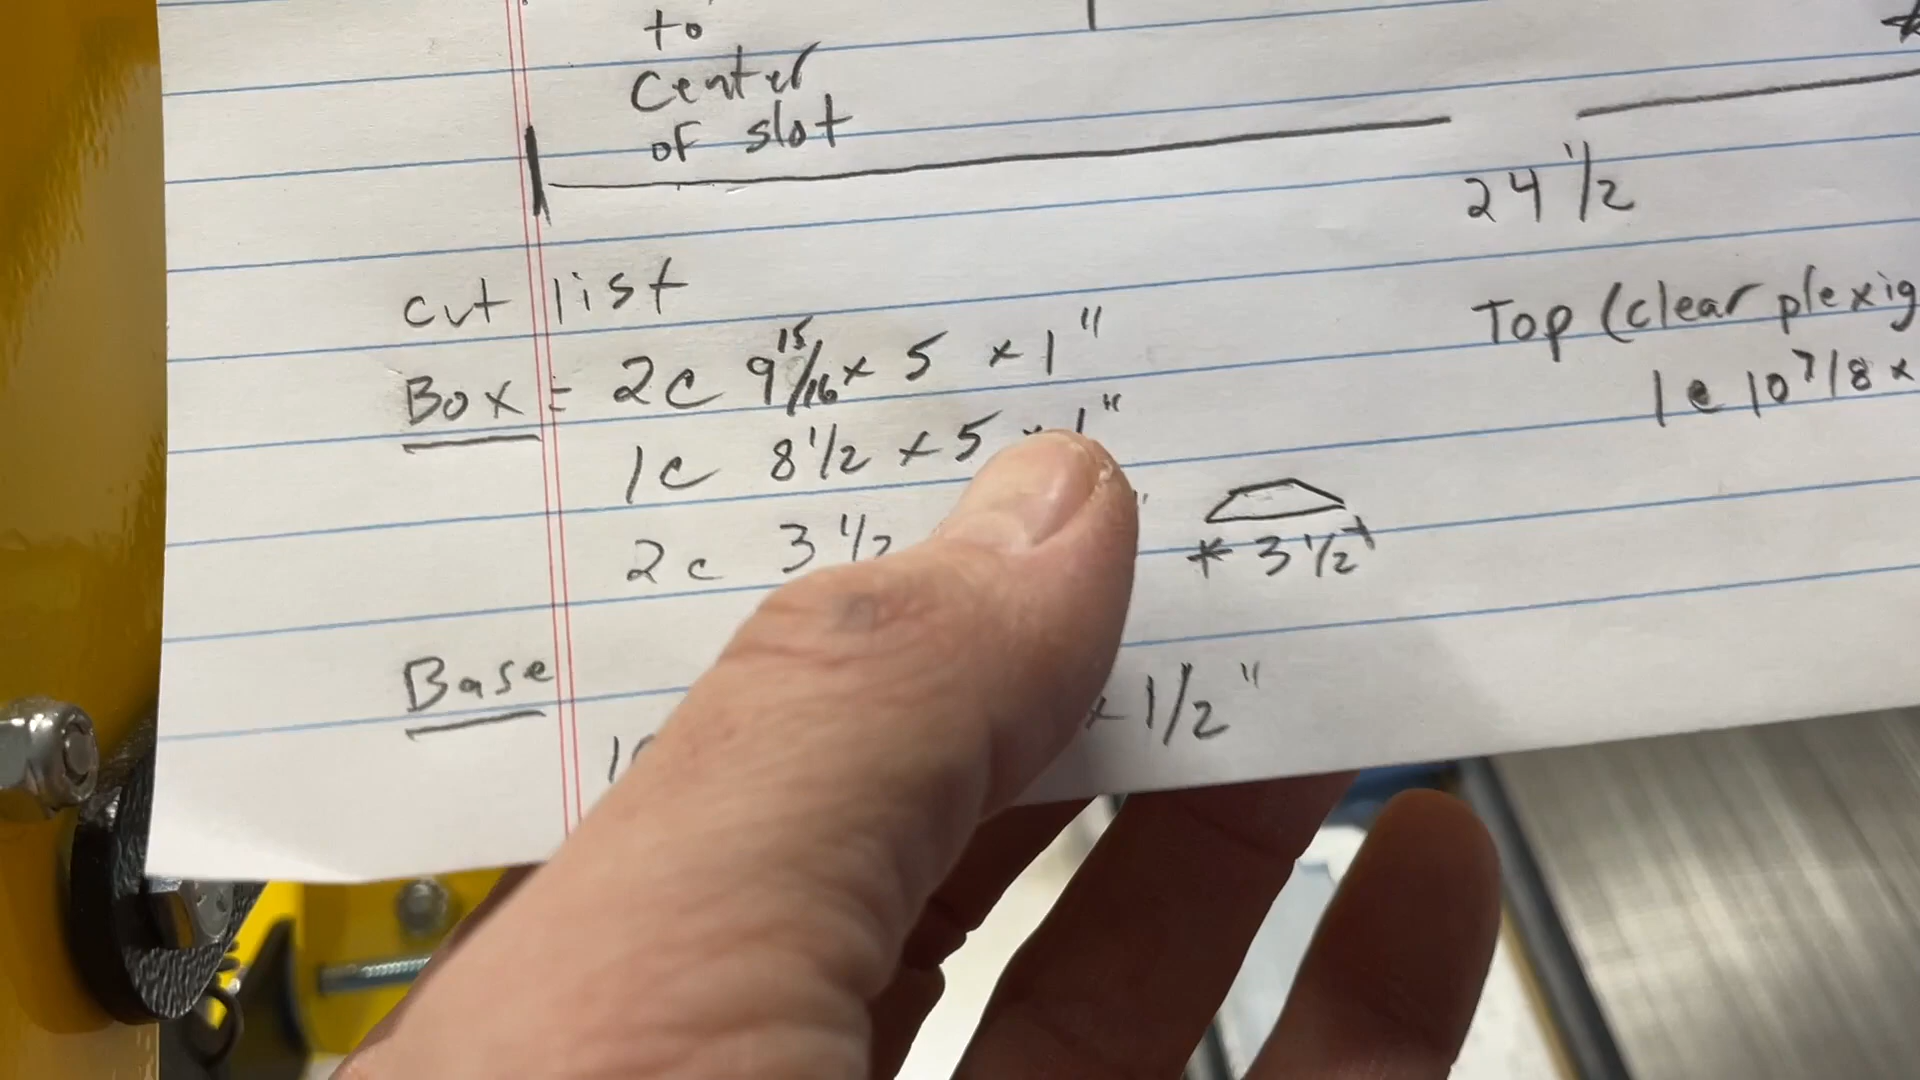 to
center
of slot
24 1/2
cut list
Box = 2c 9 15/16 x 5 x 1"
1c 8 1/2 x 5 x 1"
2c 3 1/2
* 3 1/2
Base
x 1/2"
Top (clear
1c 10 7/8 x